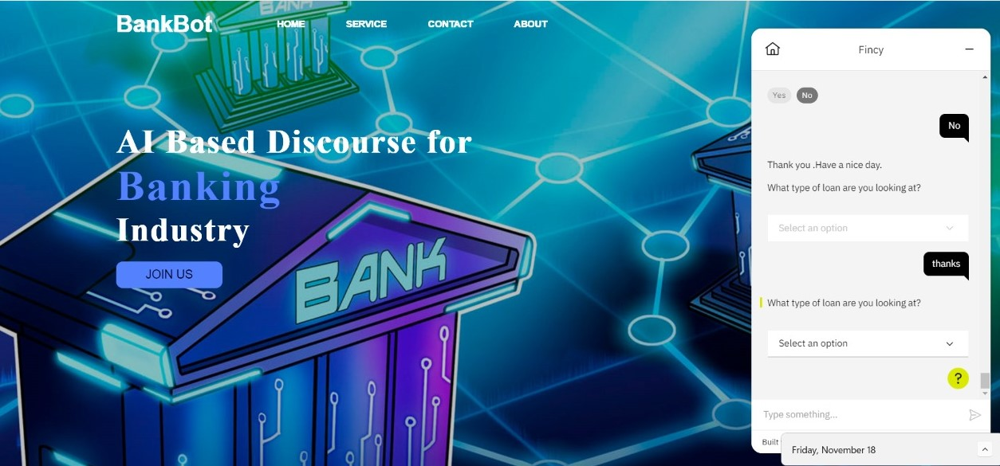 BankBot
HOME
SERVICE
CONTACT
ABOUT
BANK
AI Based Discourse for
Banking
Industry
JOIN US
BANK
Fincy
Yes
No
No
Thank you .Have a nice day.
What type of loan are you looking at?
Select an option
thanks
What type of loan are you looking at?
Select an option
?
Type something...
Built
Friday, November 18